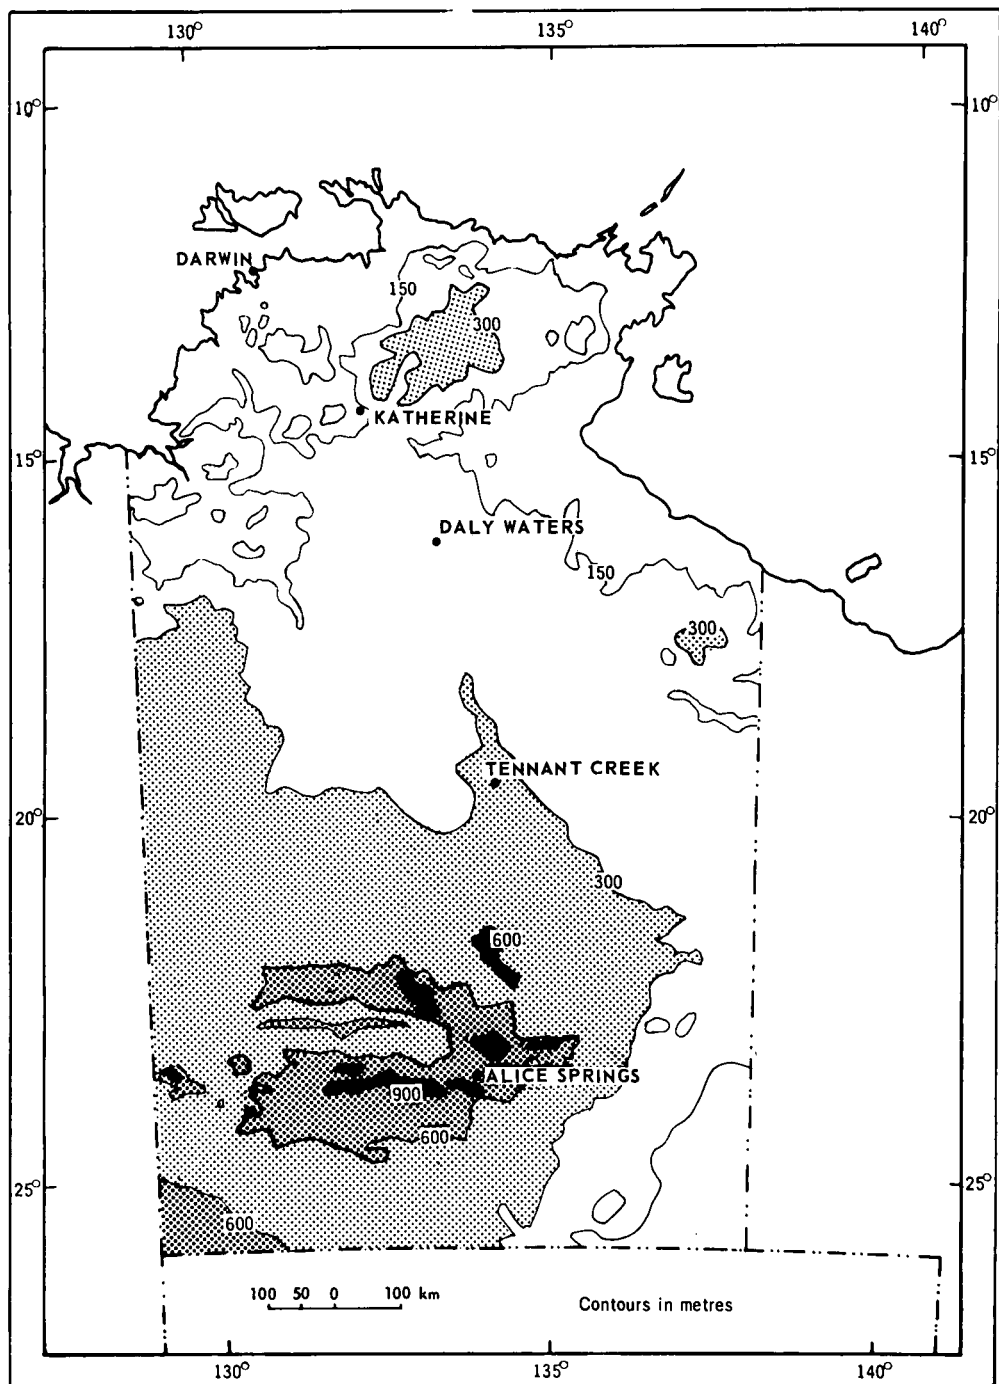 130° 135° 140°
10° 10°
DARWIN
150
300
KATHERINE
15° 15°
DALY WATERS
150
300
TENNANT CREEK
20° 20°
300
600
ALICE SPRINGS
900
600
25° 25°
600
100 50 0 100 km
Contours in metres
130° 135° 140°